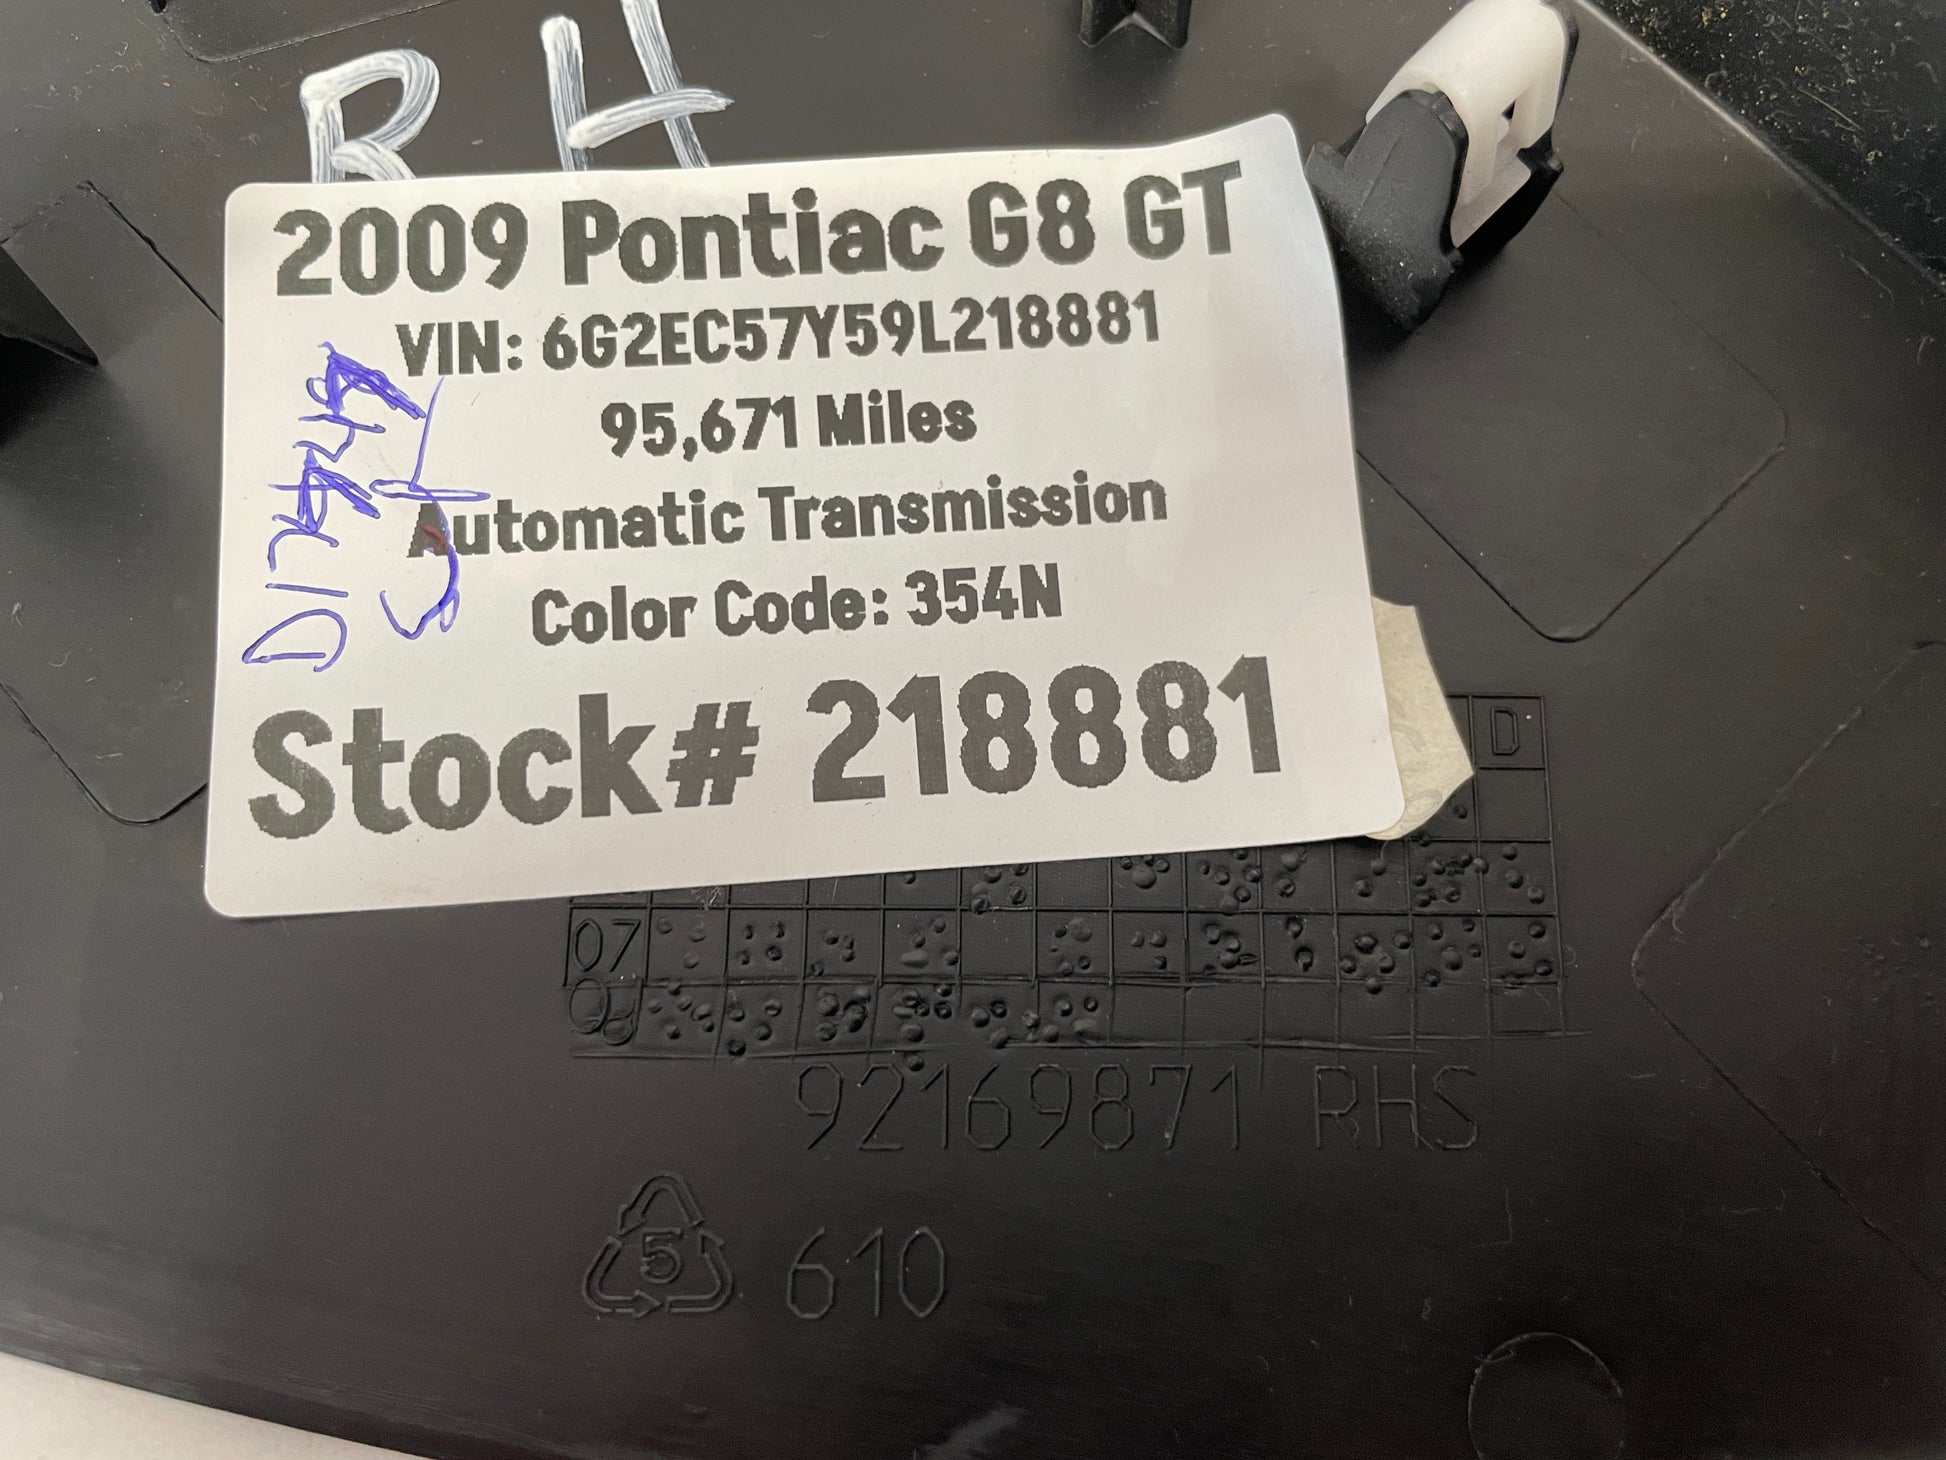 RH
2009 Pontiac G8 GT
VIN: 6G2EC57Y59L218881
95,671 Miles
Automatic Transmission
Color Code: 354N
Stock# 218881
D
07
92169871 RHS
5 610